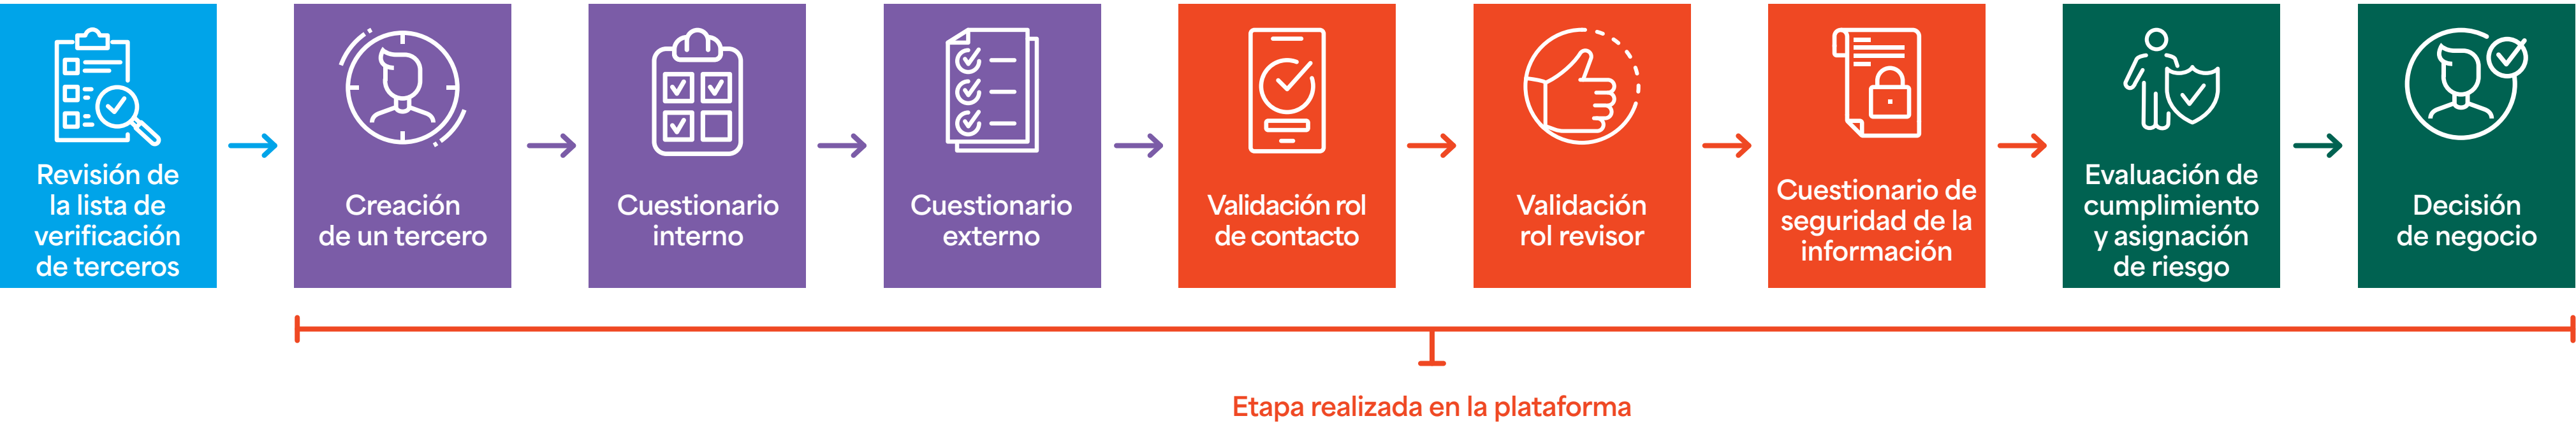 Revisión de
la lista de
verificación
de terceros
Creación
de un tercero
Cuestionario
interno
Cuestionario
externo
Validación rol
de contacto
Validación
rol revisor
Cuestionario de
seguridad de la
información
Evaluación de
cumplimiento
y asignación
de riesgo
Decisión
de negocio
Etapa realizada en la plataforma